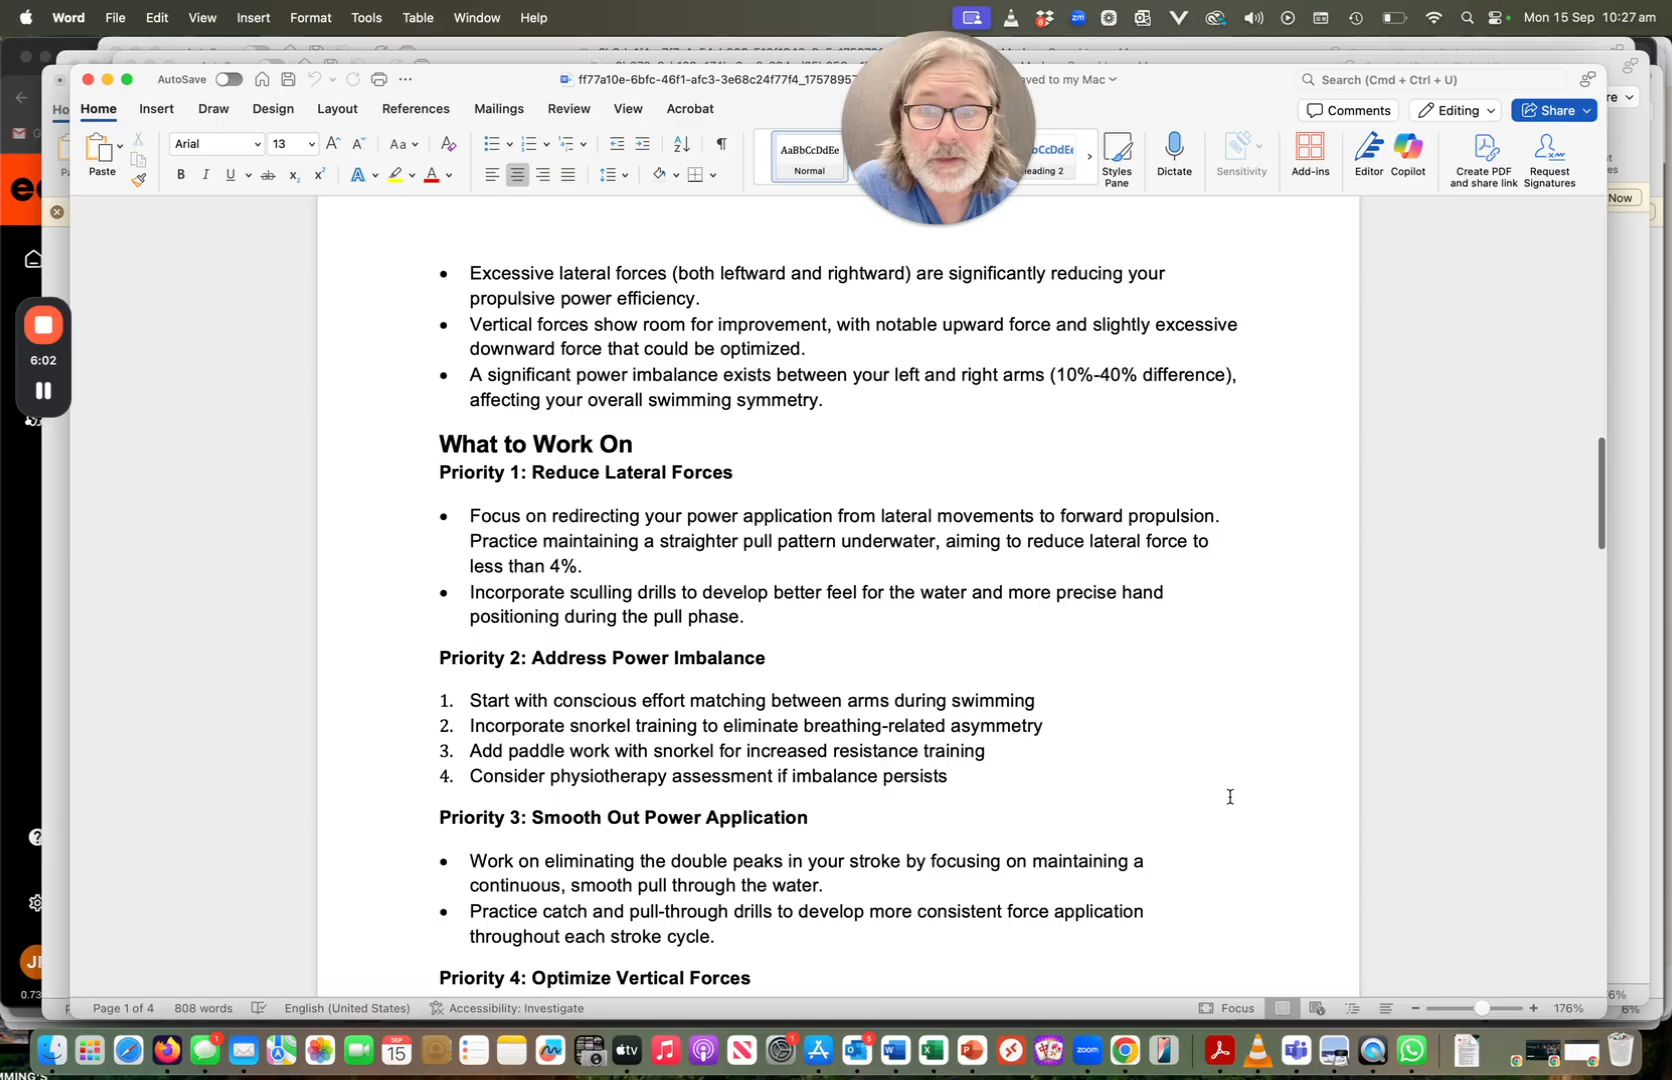 Word File Edit View Insert Format Tools Table Window Help Mon 15 Sep 10:27am
AutoSave ff77a10e-6bfc-46f1-afc3-3e68c24f77f4_1757895 aved to my Mac Search (Cmd + Ctrl + U)
Home Insert Draw Design Layout References Mailings Review View Acrobat Comments Editing Share
Arial 13
Paste
AaBbCcDdEe
Normal
Heading 2
Styles Pane
Dictate
Sensitivity
Add-ins
Editor
Copilot
Create PDF and share link
Request Signatures
Now
6:02
• Excessive lateral forces (both leftward and rightward) are significantly reducing your
propulsive power efficiency.
• Vertical forces show room for improvement, with notable upward force and slightly excessive
downward force that could be optimized.
• A significant power imbalance exists between your left and right arms (10%-40% difference),
affecting your overall swimming symmetry.
What to Work On
Priority 1: Reduce Lateral Forces
• Focus on redirecting your power application from lateral movements to forward propulsion.
Practice maintaining a straighter pull pattern underwater, aiming to reduce lateral force to
less than 4%.
• Incorporate sculling drills to develop better feel for the water and more precise hand
positioning during the pull phase.
Priority 2: Address Power Imbalance
1. Start with conscious effort matching between arms during swimming
2. Incorporate snorkel training to eliminate breathing-related asymmetry
3. Add paddle work with snorkel for increased resistance training
4. Consider physiotherapy assessment if imbalance persists
Priority 3: Smooth Out Power Application
• Work on eliminating the double peaks in your stroke by focusing on maintaining a
continuous, smooth pull through the water.
• Practice catch and pull-through drills to develop more consistent force application
throughout each stroke cycle.
Priority 4: Optimize Vertical Forces
Page 1 of 4 808 words English (United States) Accessibility: Investigate Focus 176%